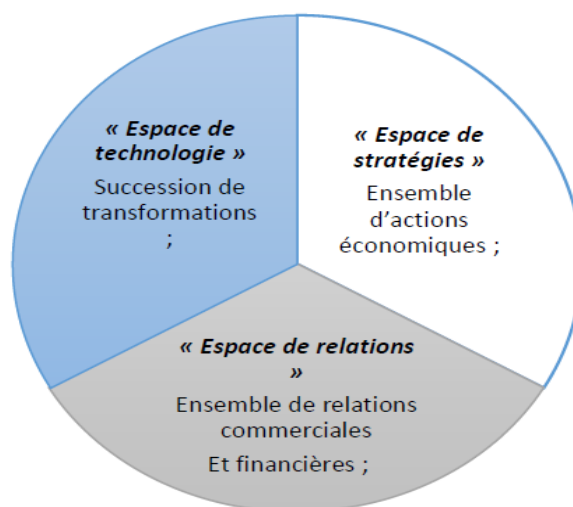 « Espace de
technologie »
Succession de
transformations
;
« Espace de
stratégies »
Ensemble
d’actions
économiques ;
« Espace de relations
»
Ensemble de relations
commerciales
Et financières ;